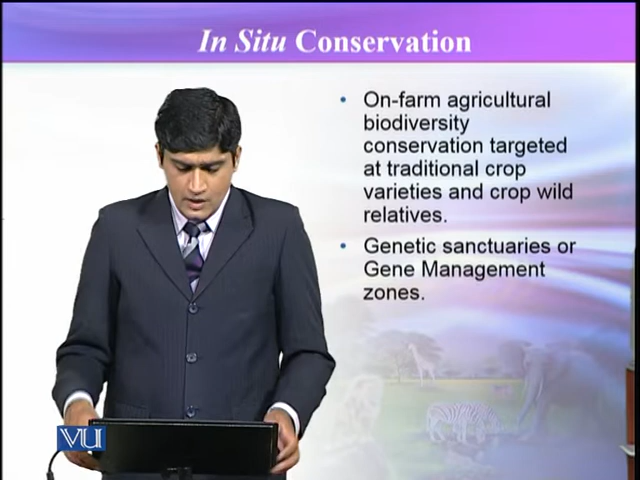 In Situ Conservation
• On-farm agricultural
biodiversity
conservation targeted
at traditional crop
varieties and crop wild
relatives.
• Genetic sanctuaries or
Gene Management
zones.
VU